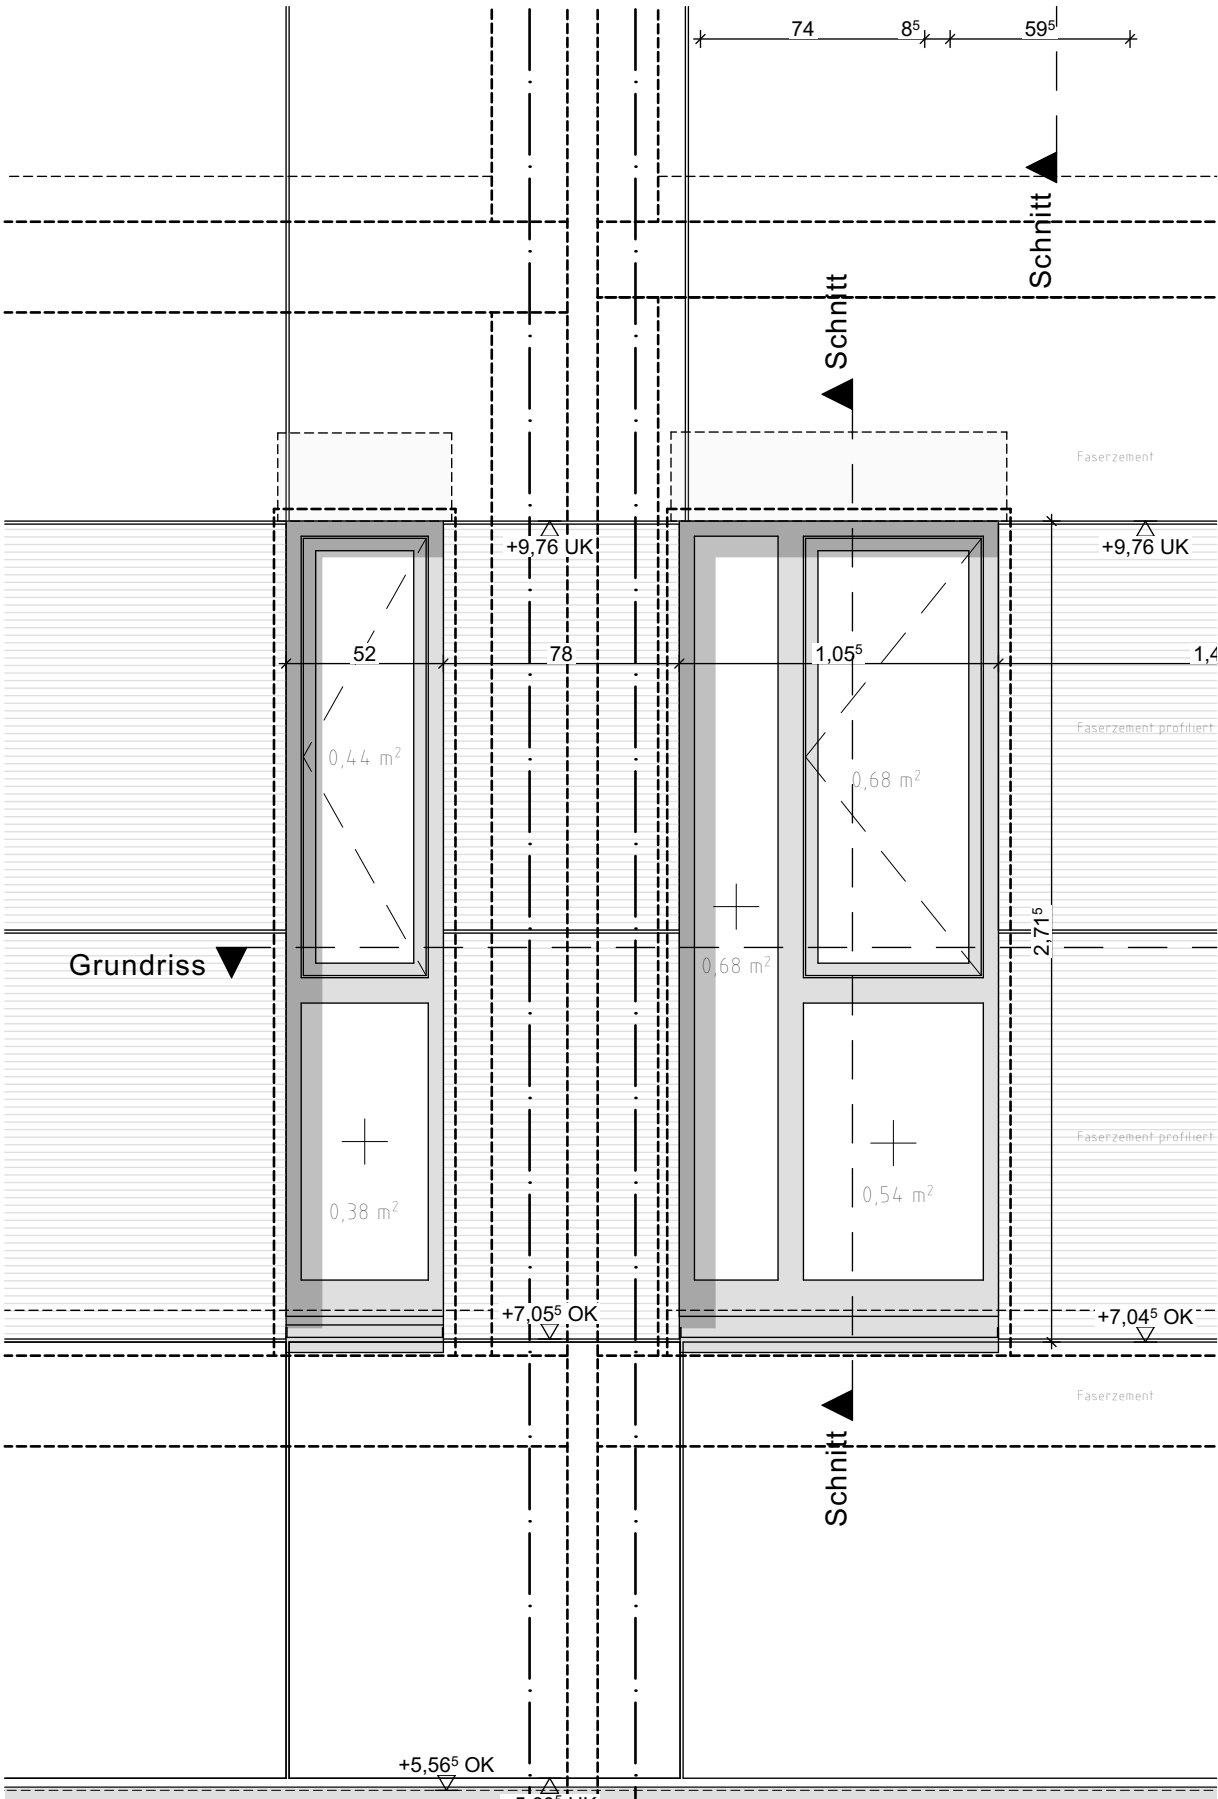 74 8⁵ 59⁵
Schnitt
Schnitt
Faserzement
+9,76 UK
+9,76 UK
52 78 1,05⁵ 1,4
Faserzement profiliert
0,44 m²
0,68 m²
2,71⁵
Grundriss
0,68 m²
Faserzement profiliert
0,54 m²
0,38 m²
+7,05⁵ OK
+7,04⁵ OK
Faserzement
Schnitt
+5,56⁵ OK